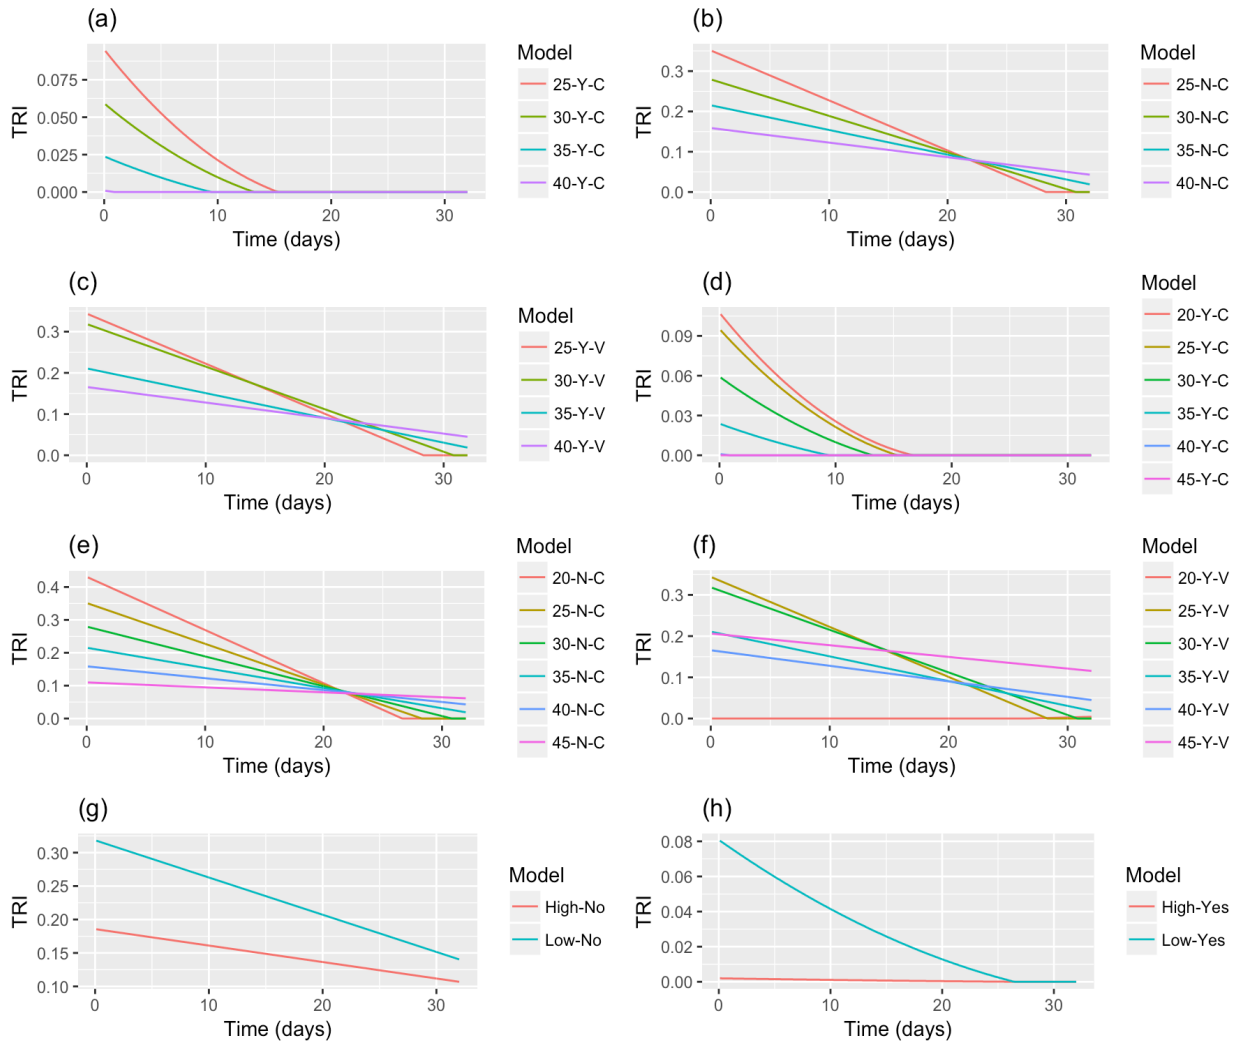 (a)
TRI
0.075
0.050
0.025
0.000
0
10
20
30
Time (days)
Model
25-Y-C
30-Y-C
35-Y-C
40-Y-C
(b)
TRI
0.3
0.2
0.1
0.0
0
10
20
30
Time (days)
Model
25-N-C
30-N-C
35-N-C
40-N-C
(c)
TRI
0.3
0.2
0.1
0.0
0
10
20
30
Time (days)
Model
25-Y-V
30-Y-V
35-Y-V
40-Y-V
(d)
TRI
0.09
0.06
0.03
0.00
0
10
20
30
Time (days)
Model
20-Y-C
25-Y-C
30-Y-C
35-Y-C
40-Y-C
45-Y-C
(e)
TRI
0.4
0.3
0.2
0.1
0.0
0
10
20
30
Time (days)
Model
20-N-C
25-N-C
30-N-C
35-N-C
40-N-C
45-N-C
(f)
TRI
0.3
0.2
0.1
0.0
0
10
20
30
Time (days)
Model
20-Y-V
25-Y-V
30-Y-V
35-Y-V
40-Y-V
45-Y-V
(g)
TRI
0.30
0.25
0.20
0.15
0.10
0
10
20
30
Time (days)
Model
High-No
Low-No
(h)
TRI
0.08
0.06
0.04
0.02
0.00
0
10
20
30
Time (days)
Model
High-Yes
Low-Yes